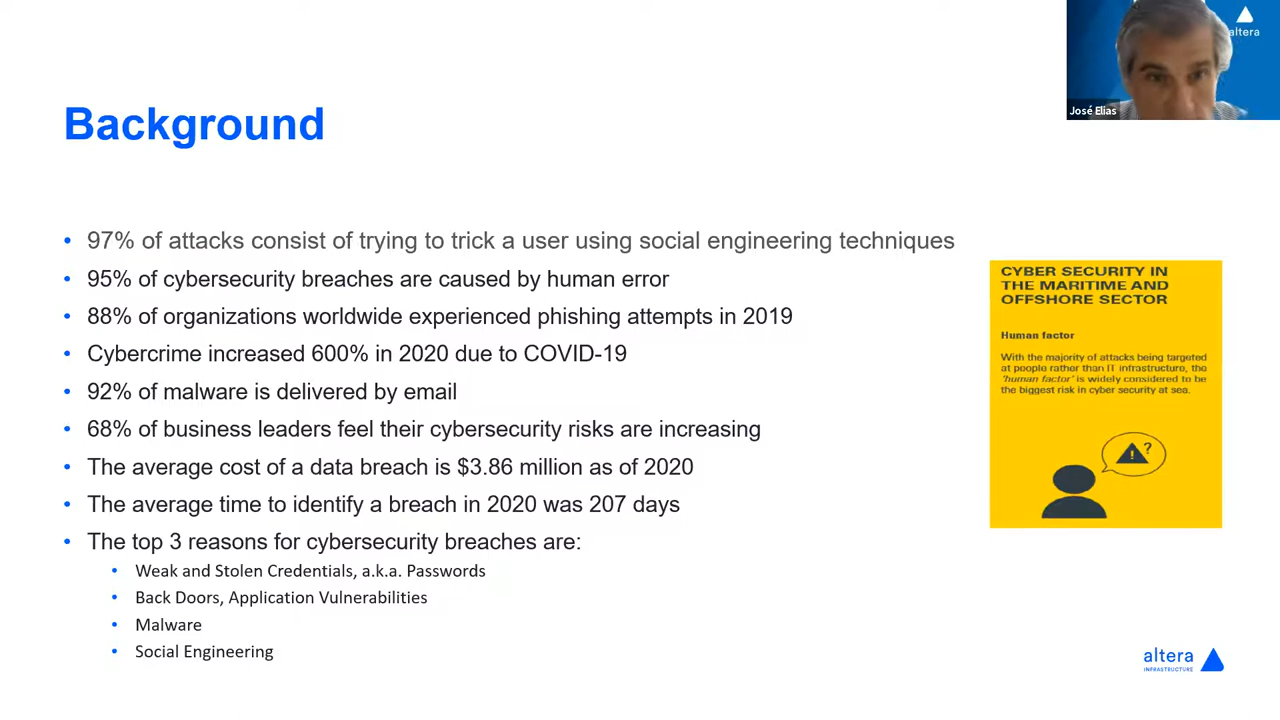 altera
José Elias
Background
97% of attacks consist of trying to trick a user using social engineering techniques
95% of cybersecurity breaches are caused by human error
88% of organizations worldwide experienced phishing attempts in 2019
Cybercrime increased 600% in 2020 due to COVID-19
92% of malware is delivered by email
68% of business leaders feel their cybersecurity risks are increasing
The average cost of a data breach is $3.86 million as of 2020
The average time to identify a breach in 2020 was 207 days
The top 3 reasons for cybersecurity breaches are:
Weak and Stolen Credentials, a.k.a. Passwords
Back Doors, Application Vulnerabilities
Malware
Social Engineering
CYBER SECURITY IN
THE MARITIME AND
OFFSHORE SECTOR
Human factor
With the majority of attacks being targeted
at people rather than IT infrastructure, the
'human factor' is widely considered to be
the biggest risk in cyber security at sea.
!
?
altera
INFRASTRUCTURE